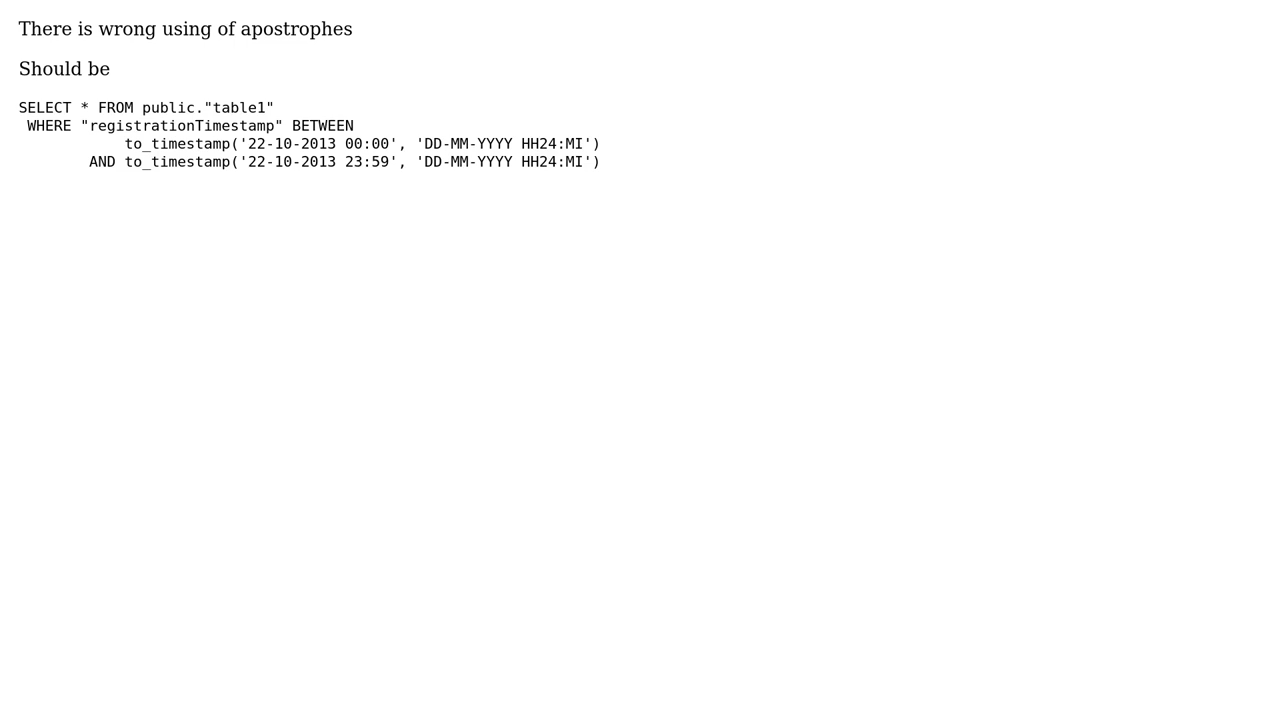 There is wrong using of apostrophes
Should be
SELECT * FROM public."table1"
 WHERE "registrationTimestamp" BETWEEN
            to_timestamp('22-10-2013 00:00', 'DD-MM-YYYY HH24:MI')
        AND to_timestamp('22-10-2013 23:59', 'DD-MM-YYYY HH24:MI')